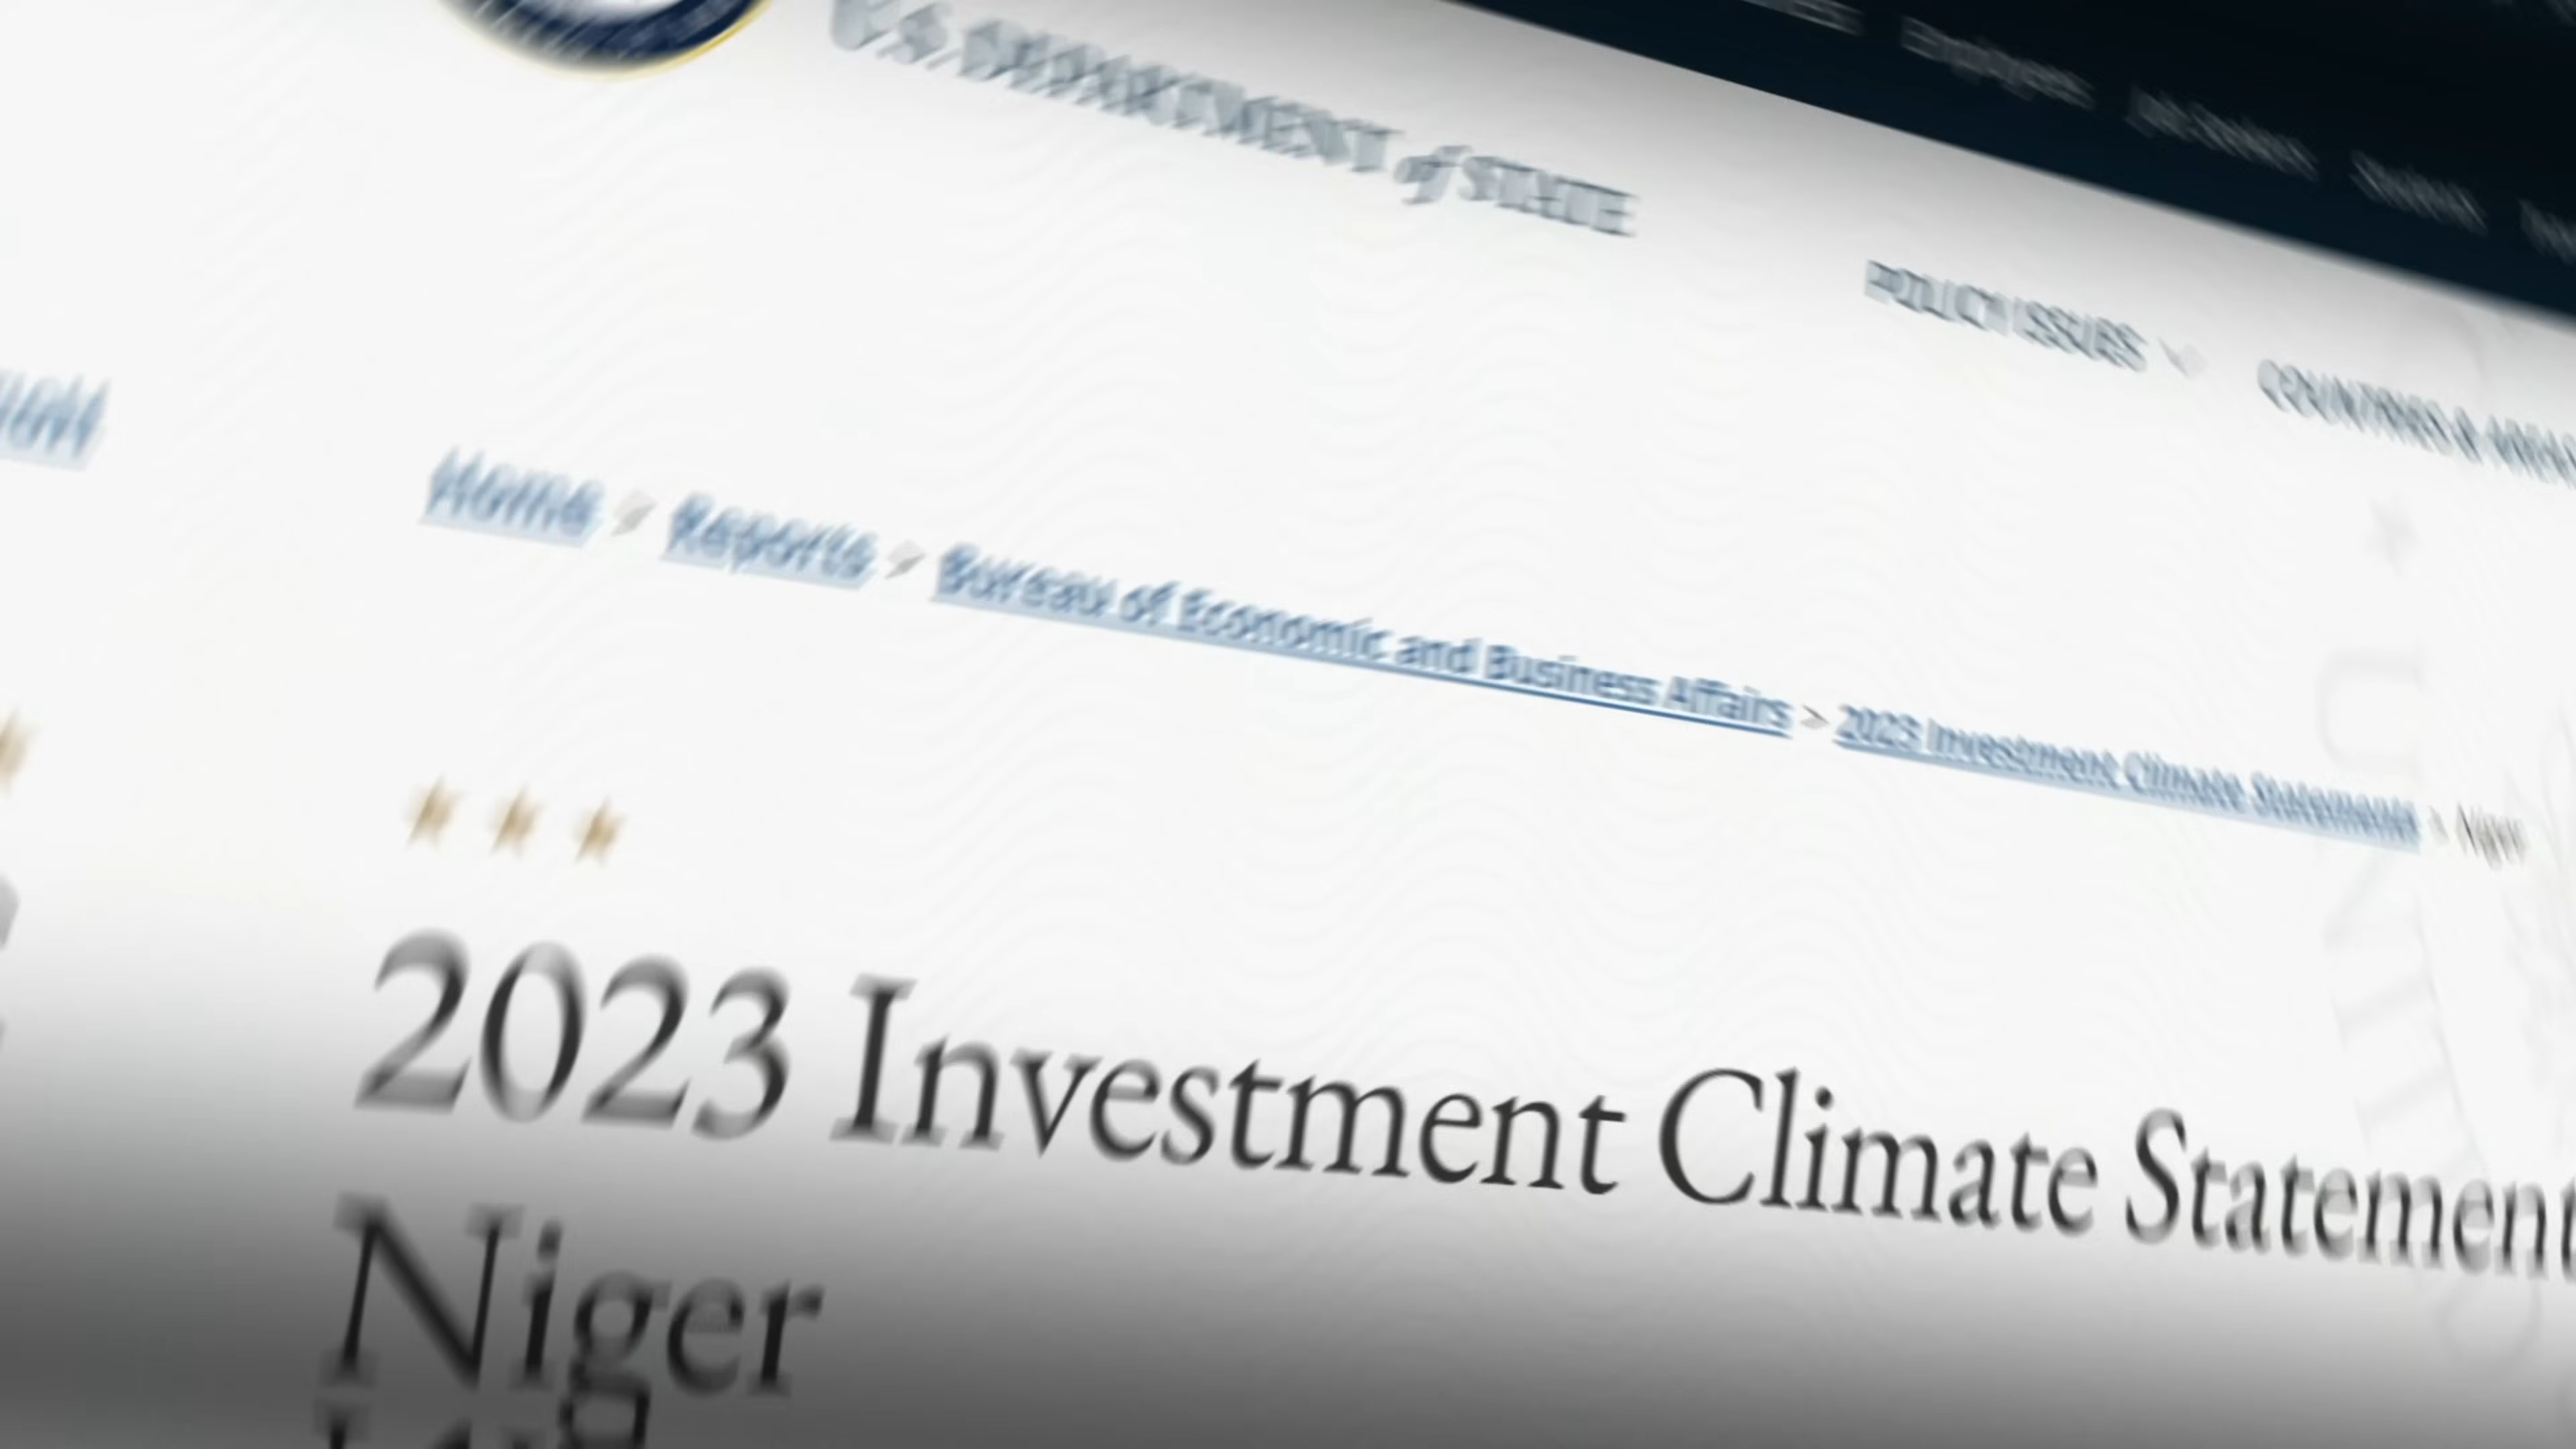 U.S. DEPARTMENT of STATE
POLICY ISSUES
Home > Reports > Bureau of Economic and Business Affairs > 2023 Investment Climate Statements > Niger
2023 Investment Climate Statement
Niger